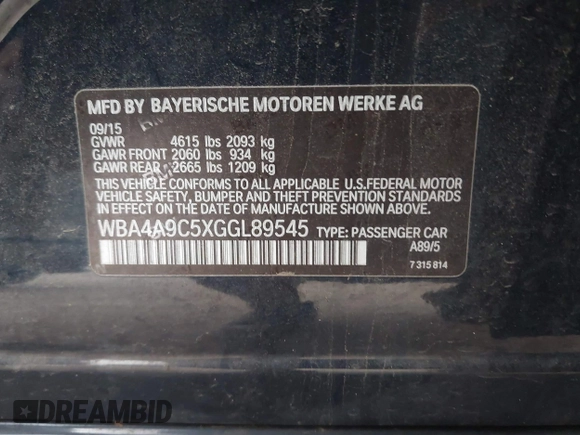 MFD BY BAYERISCHE MOTOREN WERKE AG
09/15
GVWR 4615 lbs 2093 kg
GAWR FRONT 2060 lbs 934 kg
GAWR REAR 2665 lbs 1209 kg
THIS VEHICLE CONFORMS TO ALL APPLICABLE U.S.FEDERAL MOTOR
VEHICLE SAFETY, BUMPER AND THEFT PREVENTION STANDARDS
IN EFFECT ON THE DATE OF MANUFACTURE SHOWN ABOVE.
WBA4A9C5XGGL89545 TYPE: PASSENGER CAR
A89/5
7 315 814
DREAMBID